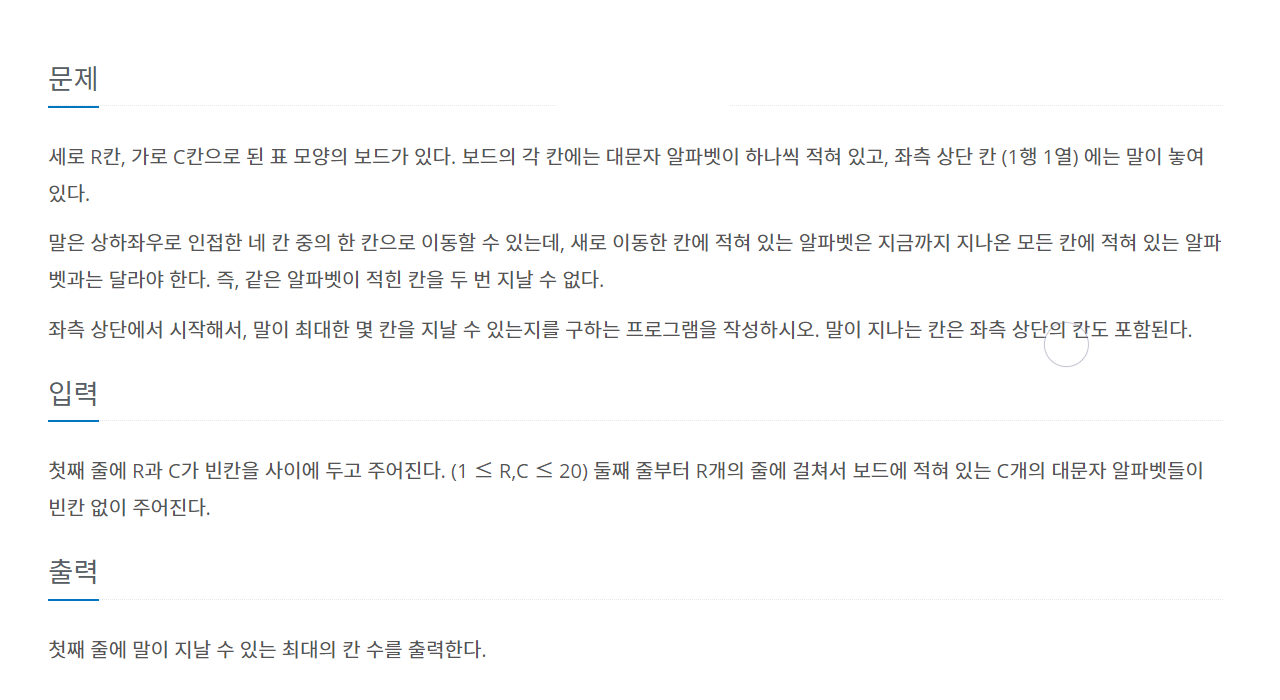 문제
세로 R칸, 가로 C칸으로 된 표 모양의 보드가 있다. 보드의 각 칸에는 대문자 알파벳이 하나씩 적혀 있고, 좌측 상단 칸 (1행 1열) 에는 말이 놓여
있다.
말은 상하좌우로 인접한 네 칸 중의 한 칸으로 이동할 수 있는데, 새로 이동한 칸에 적혀 있는 알파벳은 지금까지 지나온 모든 칸에 적혀 있는 알파
벳과는 달라야 한다. 즉, 같은 알파벳이 적힌 칸을 두 번 지날 수 없다.
좌측 상단에서 시작해서, 말이 최대한 몇 칸을 지날 수 있는지를 구하는 프로그램을 작성하시오. 말이 지나는 칸은 좌측 상단의 칸도 포함된다.
입력
첫째 줄에 R과 C가 빈칸을 사이에 두고 주어진다. (1 ≤ R,C ≤ 20) 둘째 줄부터 R개의 줄에 걸쳐서 보드에 적혀 있는 C개의 대문자 알파벳들이
빈칸 없이 주어진다.
출력
첫째 줄에 말이 지날 수 있는 최대의 칸 수를 출력한다.